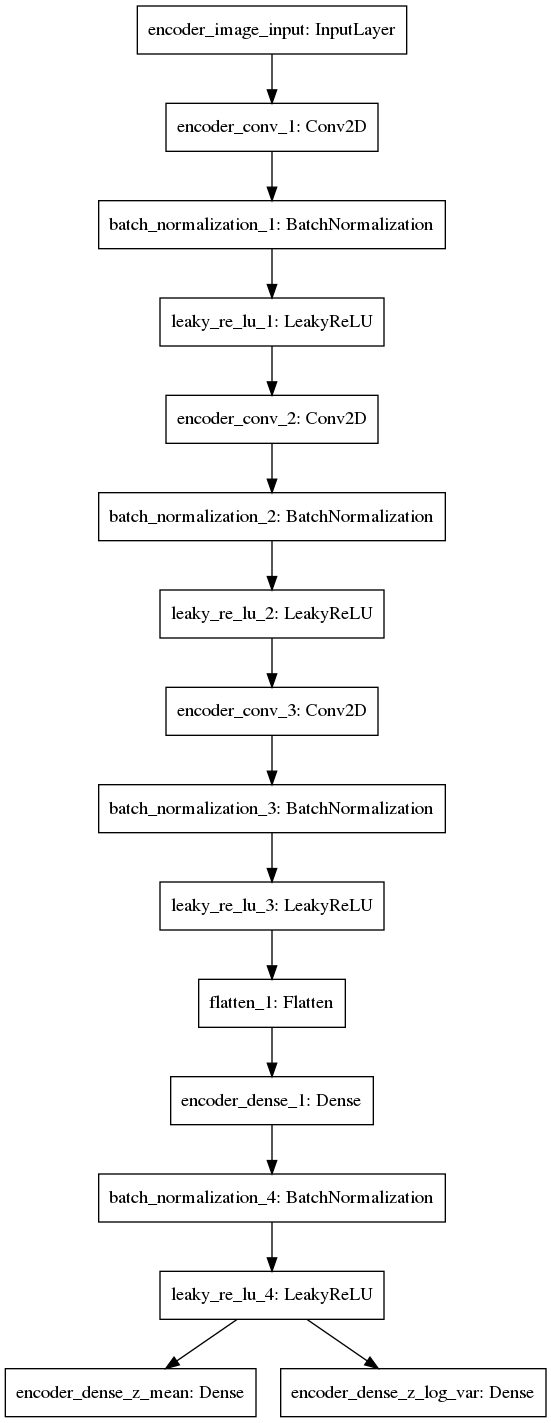 encoder_image_input: InputLayer
encoder_conv_1: Conv2D
batch_normalization_1: BatchNormalization
leaky_re_lu_1: LeakyReLU
encoder_conv_2: Conv2D
batch_normalization_2: BatchNormalization
leaky_re_lu_2: LeakyReLU
encoder_conv_3: Conv2D
batch_normalization_3: BatchNormalization
leaky_re_lu_3: LeakyReLU
flatten_1: Flatten
encoder_dense_1: Dense
batch_normalization_4: BatchNormalization
leaky_re_lu_4: LeakyReLU
encoder_dense_z_mean: Dense
encoder_dense_z_log_var: Dense